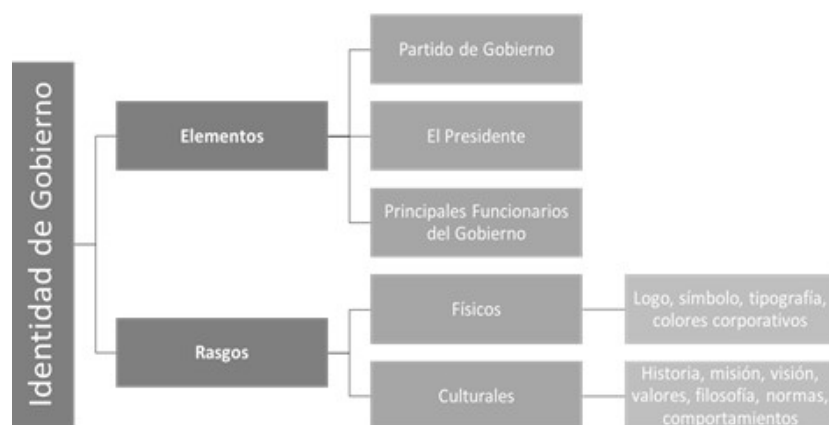 Identidad de Gobierno
Elementos
Partido de Gobierno
El Presidente
Principales Funcionarios
del Gobierno
Rasgos
Físicos
Logo, símbolo, tipografía,
colores corporativos
Culturales
Historia, misión, visión,
valores, filosofía, normas,
comportamientos